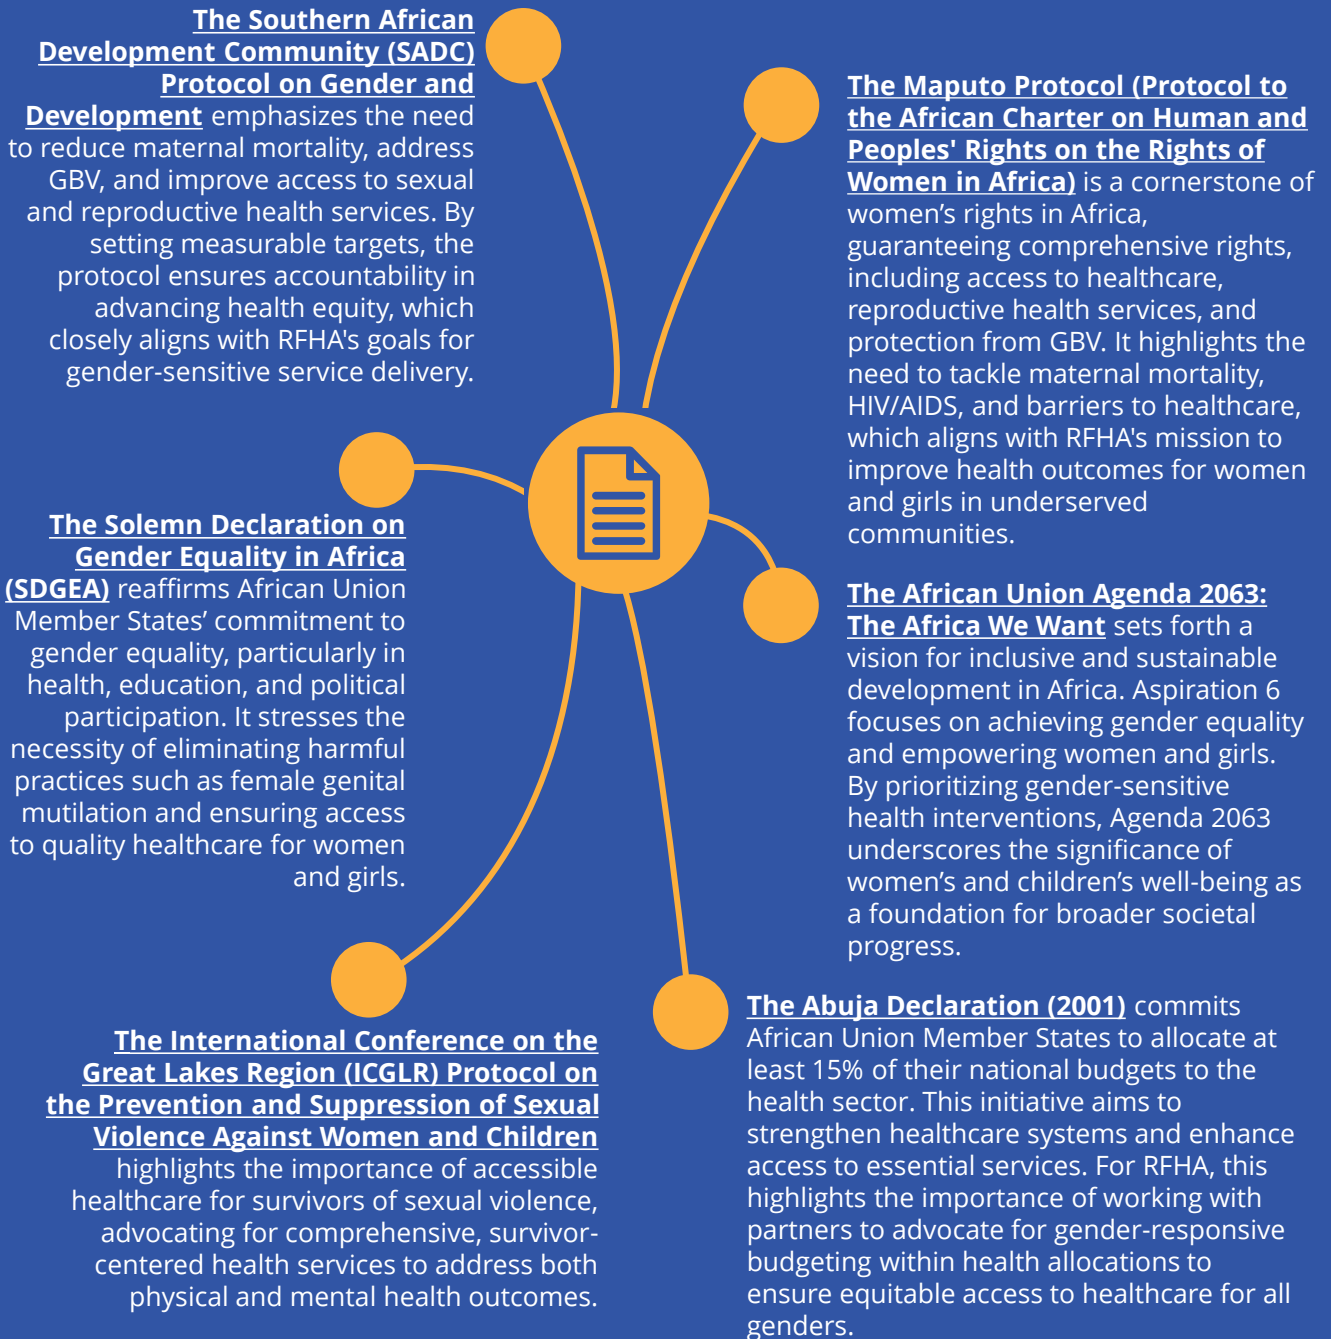 The Southern African
Development Community (SADC)
Protocol on Gender and
Development emphasizes the need
to reduce maternal mortality, address
GBV, and improve access to sexual
and reproductive health services. By
setting measurable targets, the
protocol ensures accountability in
advancing health equity, which
closely aligns with RFHA's goals for
gender-sensitive service delivery.
The Maputo Protocol (Protocol to
the African Charter on Human and
Peoples' Rights on the Rights of
Women in Africa) is a cornerstone of
women’s rights in Africa,
guaranteeing comprehensive rights,
including access to healthcare,
reproductive health services, and
protection from GBV. It highlights the
need to tackle maternal mortality,
HIV/AIDS, and barriers to healthcare,
which aligns with RFHA's mission to
improve health outcomes for women
and girls in underserved
communities.
The Solemn Declaration on
Gender Equality in Africa
(SDGEA) reaffirms African Union
Member States’ commitment to
gender equality, particularly in
health, education, and political
participation. It stresses the
necessity of eliminating harmful
practices such as female genital
mutilation and ensuring access
to quality healthcare for women
and girls.
The African Union Agenda 2063:
The Africa We Want sets forth a
vision for inclusive and sustainable
development in Africa. Aspiration 6
focuses on achieving gender equality
and empowering women and girls.
By prioritizing gender-sensitive
health interventions, Agenda 2063
underscores the significance of
women’s and children’s well-being as
a foundation for broader societal
progress.
The International Conference on the
Great Lakes Region (ICGLR) Protocol on
the Prevention and Suppression of Sexual
Violence Against Women and Children
highlights the importance of accessible
healthcare for survivors of sexual violence,
advocating for comprehensive, survivor-
centered health services to address both
physical and mental health outcomes.
The Abuja Declaration (2001) commits
African Union Member States to allocate at
least 15% of their national budgets to the
health sector. This initiative aims to
strengthen healthcare systems and enhance
access to essential services. For RFHA, this
highlights the importance of working with
partners to advocate for gender-responsive
budgeting within health allocations to
ensure equitable access to healthcare for all
genders.